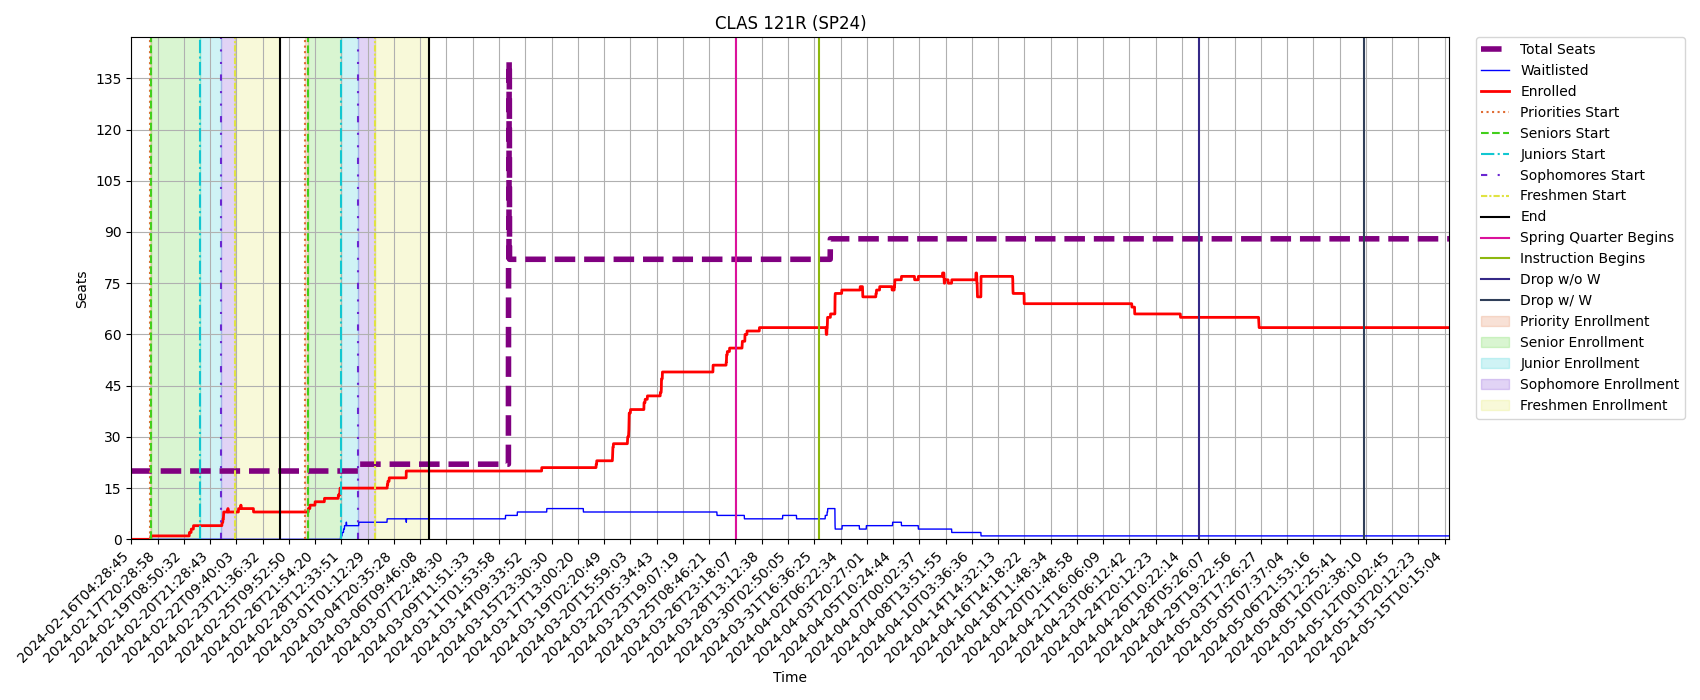 CLAS 121R (SP24)
Seats
135
120
105
90
75
60
45
30
15
0
2024-02-16T04:28:45
2024-02-17T20:28:58
2024-02-19T08:50:32
2024-02-20T21:28:43
2024-02-22T09:40:03
2024-02-23T21:36:32
2024-02-25T09:52:50
2024-02-26T21:54:20
2024-02-28T12:33:51
2024-03-01T01:12:29
2024-03-04T20:35:28
2024-03-06T09:46:08
2024-03-07T22:48:30
2024-03-09T11:51:33
2024-03-11T01:53:58
2024-03-14T09:33:52
2024-03-15T23:30:30
2024-03-17T13:00:20
2024-03-19T02:20:49
2024-03-20T15:59:03
2024-03-22T05:34:43
2024-03-23T19:07:19
2024-03-25T08:46:21
2024-03-26T23:18:07
2024-03-28T13:12:38
2024-03-30T02:50:05
2024-03-31T16:36:25
2024-04-02T06:22:34
2024-04-03T20:27:01
2024-04-05T10:24:44
2024-04-07T00:02:37
2024-04-08T13:51:55
2024-04-10T03:36:36
2024-04-14T14:32:13
2024-04-16T14:18:22
2024-04-18T11:48:34
2024-04-20T01:48:58
2024-04-21T16:06:09
2024-04-23T06:12:42
2024-04-24T20:12:23
2024-04-26T10:22:14
2024-04-28T05:26:07
2024-04-29T19:22:56
2024-05-03T17:26:27
2024-05-05T07:37:04
2024-05-06T21:53:16
2024-05-08T12:25:41
2024-05-10T02:38:10
2024-05-12T00:02:45
2024-05-13T20:12:23
2024-05-15T10:15:04
Time
Total Seats
Waitlisted
Enrolled
Priorities Start
Seniors Start
Juniors Start
Sophomores Start
Freshmen Start
End
Spring Quarter Begins
Instruction Begins
Drop w/o W
Drop w/ W
Priority Enrollment
Senior Enrollment
Junior Enrollment
Sophomore Enrollment
Freshmen Enrollment